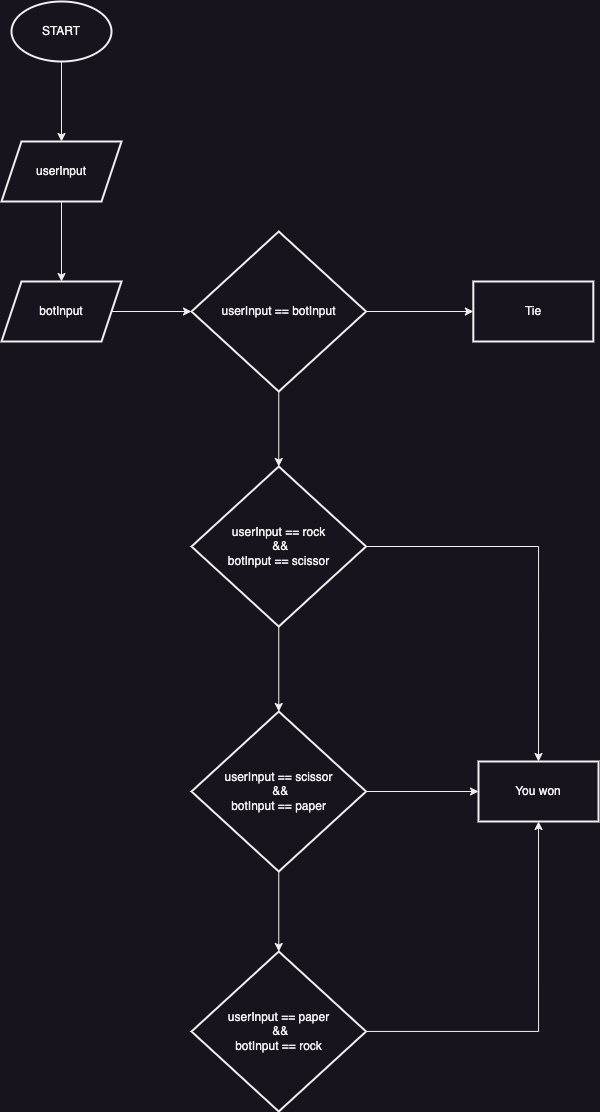 START
userInput
botInput
userInput == botInput
Tie
userInput == rock
&&
botInput == scissor
userInput == scissor
&&
botInput == paper
You won
userInput == paper
&&
botInput == rock